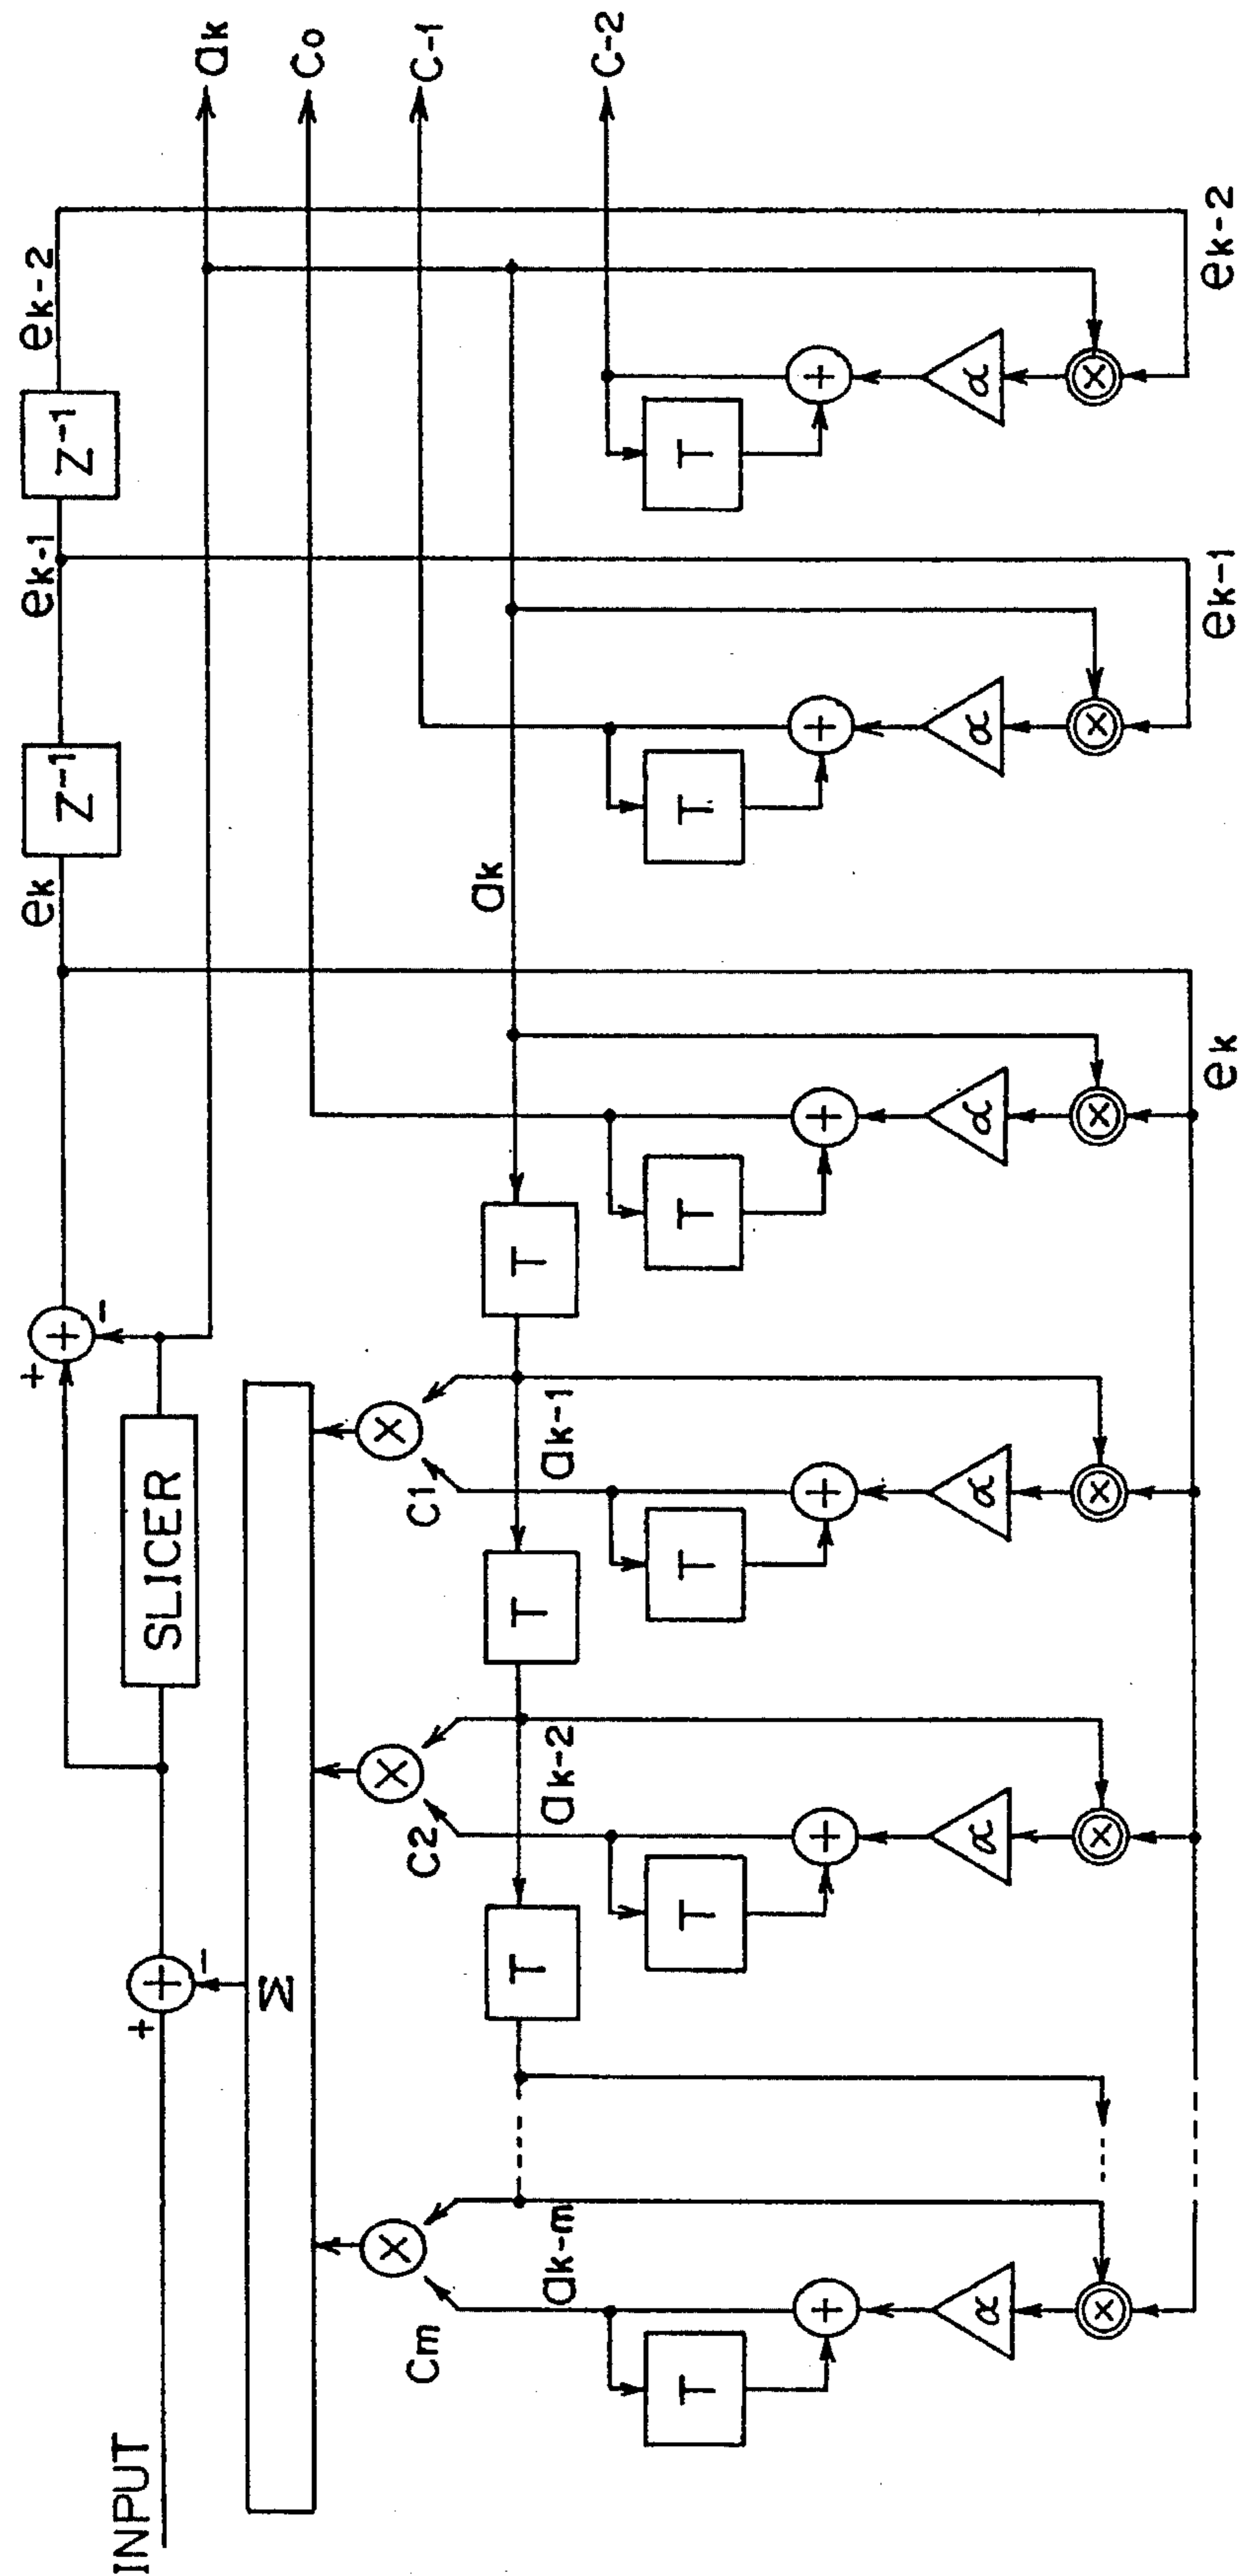 + + − ek Z⁻¹ ek-1 Z⁻¹ ek-2
INPUT + + − SLICER ak
Σ C0
× × × C-1
Cm C2 C1 ak
ak-m T ak-2 T ak-1 T C-2
T T T T T T
+ + + + + +
α α α α α α
× × × × × ×
ek ek-1 ek-2